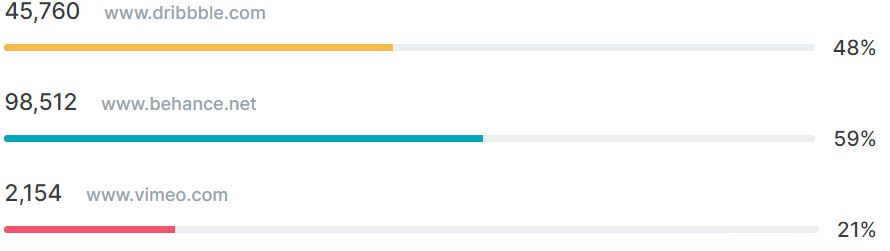 45,760 www.dribbble.com
48%
98,512 www.behance.net
59%
2,154 www.vimeo.com
21%